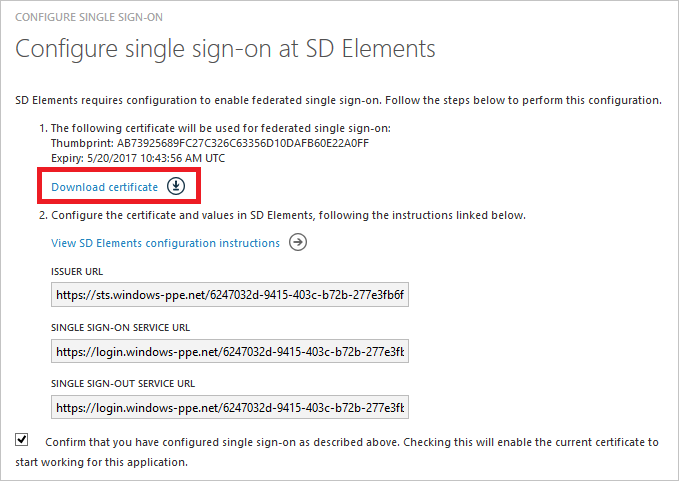 CONFIGURE SINGLE SIGN-ON
Configure single sign-on at SD Elements
SD Elements requires configuration to enable federated single sign-on. Follow the steps below to perform this configuration.
1. The following certificate will be used for federated single sign-on:
Thumbprint: AB73925689FC27C326C63356D10DAFB60E22A0FF
Expiry: 5/20/2017 10:43:56 AM UTC
Download certificate
2. Configure the certificate and values in SD Elements, following the instructions linked below.
View SD Elements configuration instructions
ISSUER URL
https://sts.windows-ppe.net/6247032d-9415-403c-b72b-277e3fb6f
SINGLE SIGN-ON SERVICE URL
https://login.windows-ppe.net/6247032d-9415-403c-b72b-277e3fb
SINGLE SIGN-OUT SERVICE URL
https://login.windows-ppe.net/6247032d-9415-403c-b72b-277e3fb
Confirm that you have configured single sign-on as described above. Checking this will enable the current certificate to
start working for this application.